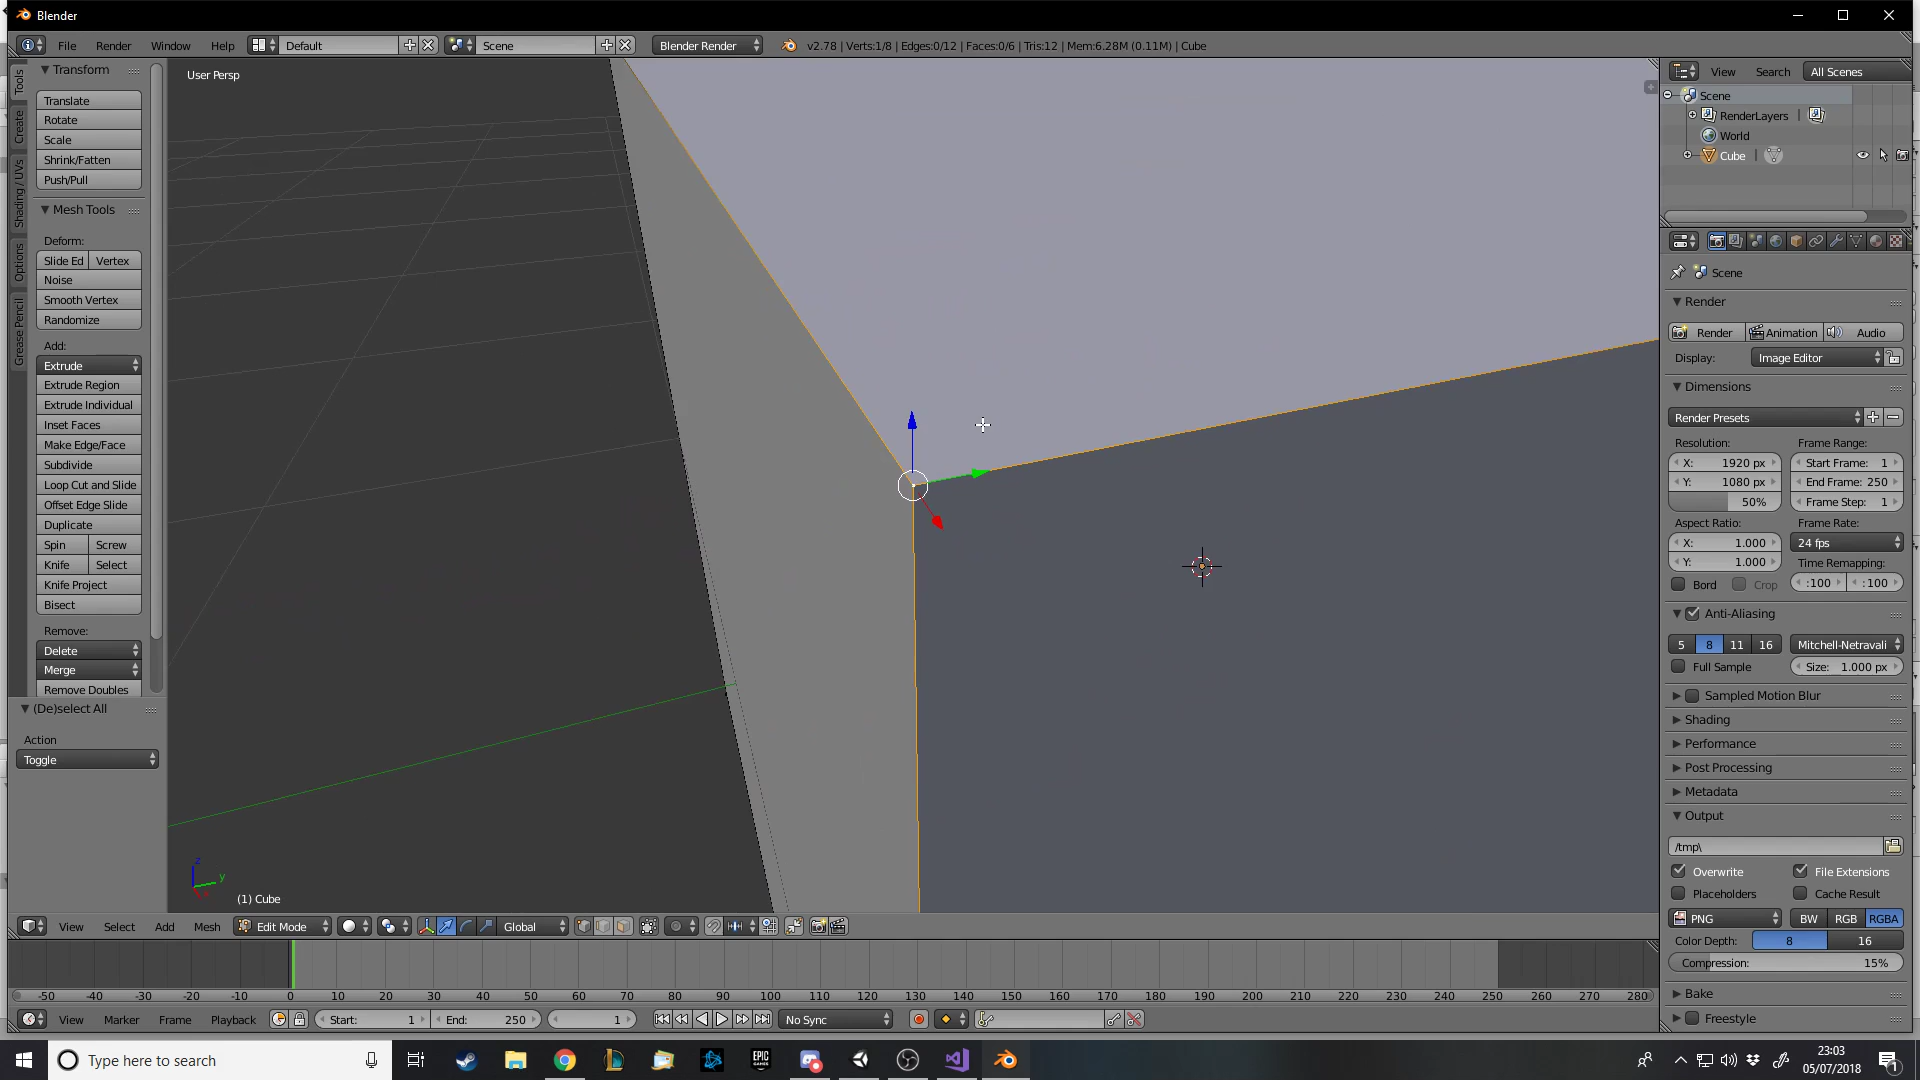 Blender
File Render Window Help Default Scene Blender Render v2.78 | Verts:1/8 | Edges:0/12 | Faces:0/6 | Tris:12 | Mem:6.28M (0.11M) | Cube
Tools
Create
Shading / UVs
Options
Grease Pencil
Transform
Translate
Rotate
Scale
Shrink/Fatten
Push/Pull
Mesh Tools
Deform:
Slide Ed Vertex
Noise
Smooth Vertex
Randomize
Add:
Extrude
Extrude Region
Extrude Individual
Inset Faces
Make Edge/Face
Subdivide
Loop Cut and Slide
Offset Edge Slide
Duplicate
Spin Screw
Knife Select
Knife Project
Bisect
Remove:
Delete
Merge
Remove Doubles
(De)select All
Action
Toggle
User Persp
z
y
(1) Cube
View Select Add Mesh Edit Mode Global
-50 -40 -30 -20 -10 0 10 20 30 40 50 60 70 80 90 100 110 120 130 140 150 160 170 180 190 200 210 220 230 240 250 260 270 280
View Marker Frame Playback Start: 1 End: 250 1 No Sync
View Search All Scenes
Scene
RenderLayers |
World
Cube |
Scene
Render
Render Animation Audio
Display: Image Editor
Dimensions
Render Presets
Resolution: Frame Range:
X: 1920 px Start Frame: 1
Y: 1080 px End Frame: 250
50% Frame Step: 1
Aspect Ratio: Frame Rate:
X: 1.000 24 fps
Y: 1.000 Time Remapping:
Bord Crop :100 :100
Anti-Aliasing
5 8 11 16 Mitchell-Netravali
Full Sample Size: 1.000 px
Sampled Motion Blur
Shading
Performance
Post Processing
Metadata
Output
/tmp\
Overwrite File Extensions
Placeholders Cache Result
PNG BW RGB RGBA
Color Depth: 8 16
Compression: 15%
Bake
Freestyle
Type here to search EPIC GAMES 23:03
05/07/2018 1